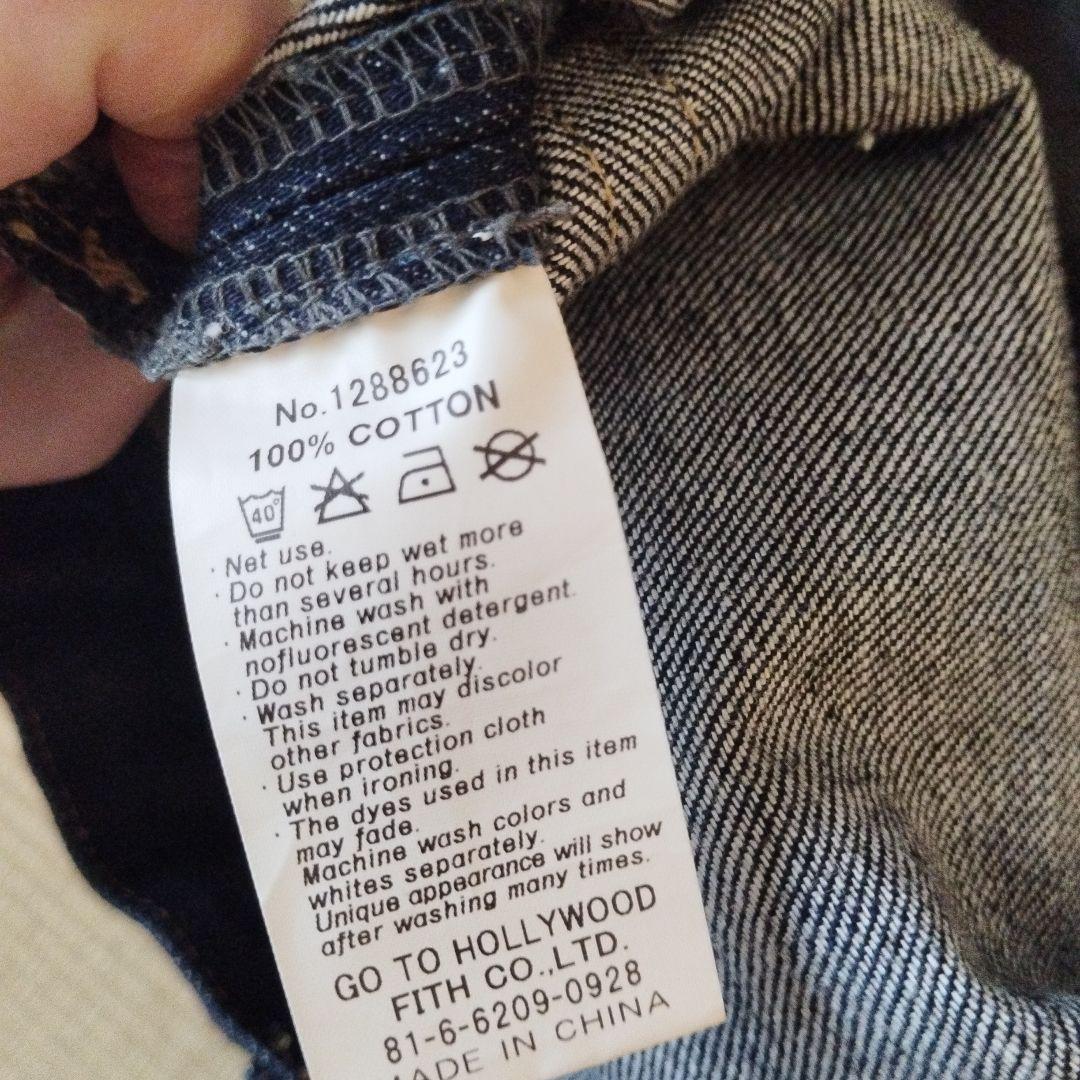 No.1288623
100% COTTON
40°
· Net use.
· Do not keep wet more
than several hours.
· Machine wash with
nofluorescent detergent.
· Do not tumble dry.
· Wash separately.
This item may discolor
other fabrics.
· Use protection cloth
when ironing.
· The dyes used in this item
may fade.
Machine wash colors and
whites separately.
Unique appearance will show
after washing many times.
GO TO HOLLYWOOD
FITH CO.,LTD.
81-6-6209-0928
MADE IN CHINA